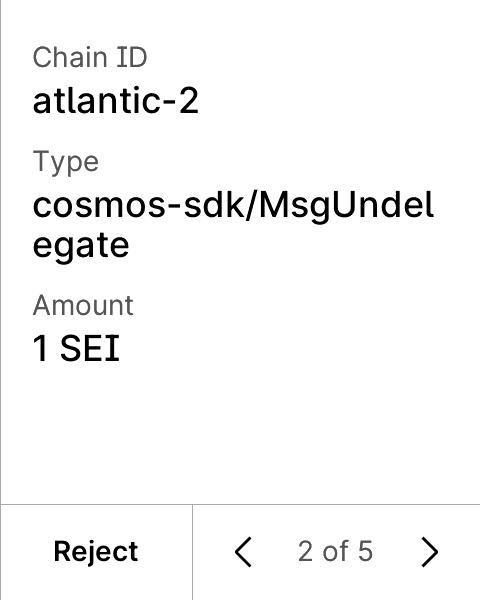 Chain ID
atlantic-2
Type
cosmos-sdk/MsgUndel
egate
Amount
1 SEI
Reject
2 of 5